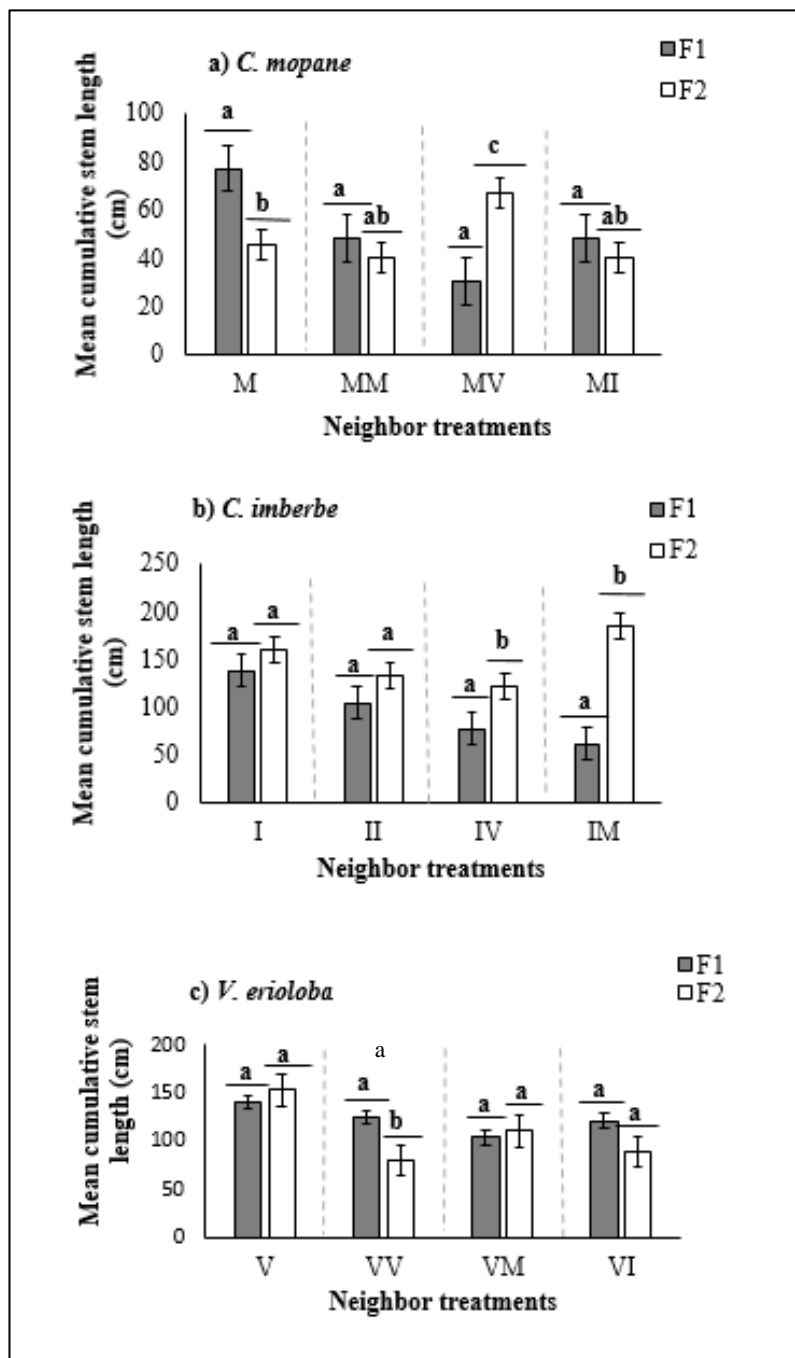 a) C. mopane
F1
F2
Mean cumulative stem length
(cm)
100
80
60
40
20
0
a
b
a
ab
a
c
a
ab
M MM MV MI
Neighbor treatments
b) C. imberbe
F1
F2
Mean cumulative stem length
(cm)
250
200
150
100
50
0
a
a
a
a
a
b
a
b
I II IV IM
Neighbor treatments
c) V. erioloba
F1
F2
Mean cumulative stem
length (cm)
200
150
100
50
0
a
a
a
a
b
a
a
a
a
V VV VM VI
Neighbor treatments